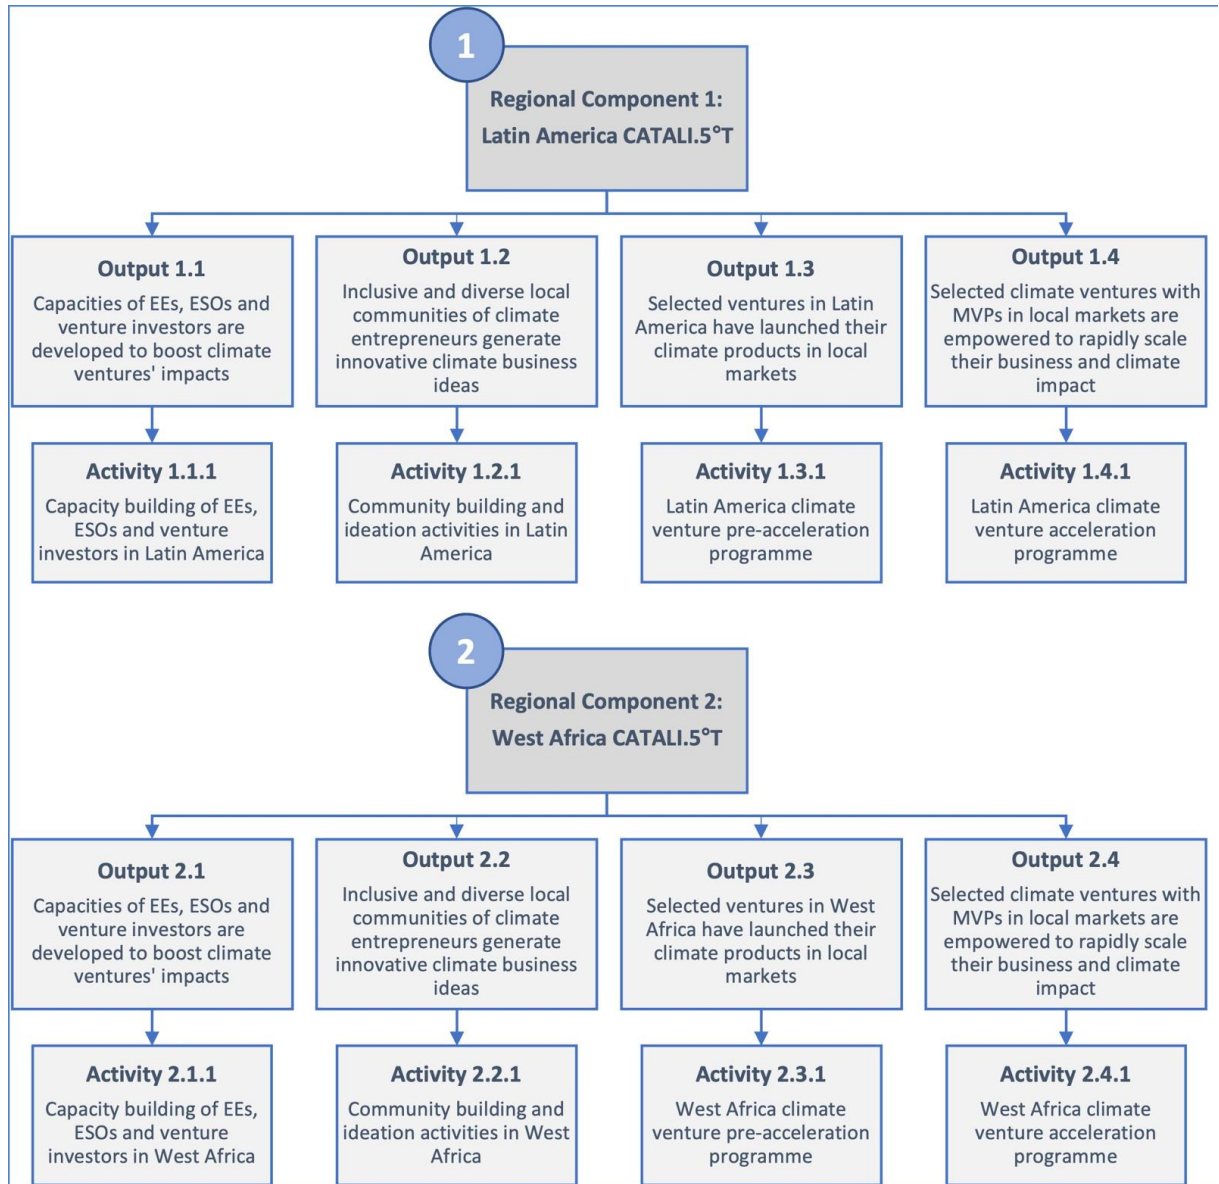 1
Regional Component 1:
Latin America CATALI.5°T
Output 1.1
Capacities of EEs, ESOs and
venture investors are
developed to boost climate
ventures' impacts
Output 1.2
Inclusive and diverse local
communities of climate
entrepreneurs generate
innovative climate business
ideas
Output 1.3
Selected ventures in Latin
America have launched their
climate products in local
markets
Output 1.4
Selected climate ventures with
MVPs in local markets are
empowered to rapidly scale
their business and climate
impact
Activity 1.1.1
Capacity building of EEs,
ESOs and venture
investors in Latin America
Activity 1.2.1
Community building and
ideation activities in Latin
America
Activity 1.3.1
Latin America climate
venture pre-acceleration
programme
Activity 1.4.1
Latin America climate
venture acceleration
programme
2
Regional Component 2:
West Africa CATALI.5°T
Output 2.1
Capacities of EEs, ESOs and
venture investors are
developed to boost climate
ventures' impacts
Output 2.2
Inclusive and diverse local
communities of climate
entrepreneurs generate
innovative climate business
ideas
Output 2.3
Selected ventures in West
Africa have launched their
climate products in local
markets
Output 2.4
Selected climate ventures with
MVPs in local markets are
empowered to rapidly scale
their business and climate
impact
Activity 2.1.1
Capacity building of EEs,
ESOs and venture
investors in West Africa
Activity 2.2.1
Community building and
ideation activities in West
Africa
Activity 2.3.1
West Africa climate
venture pre-acceleration
programme
Activity 2.4.1
West Africa climate
venture acceleration
programme